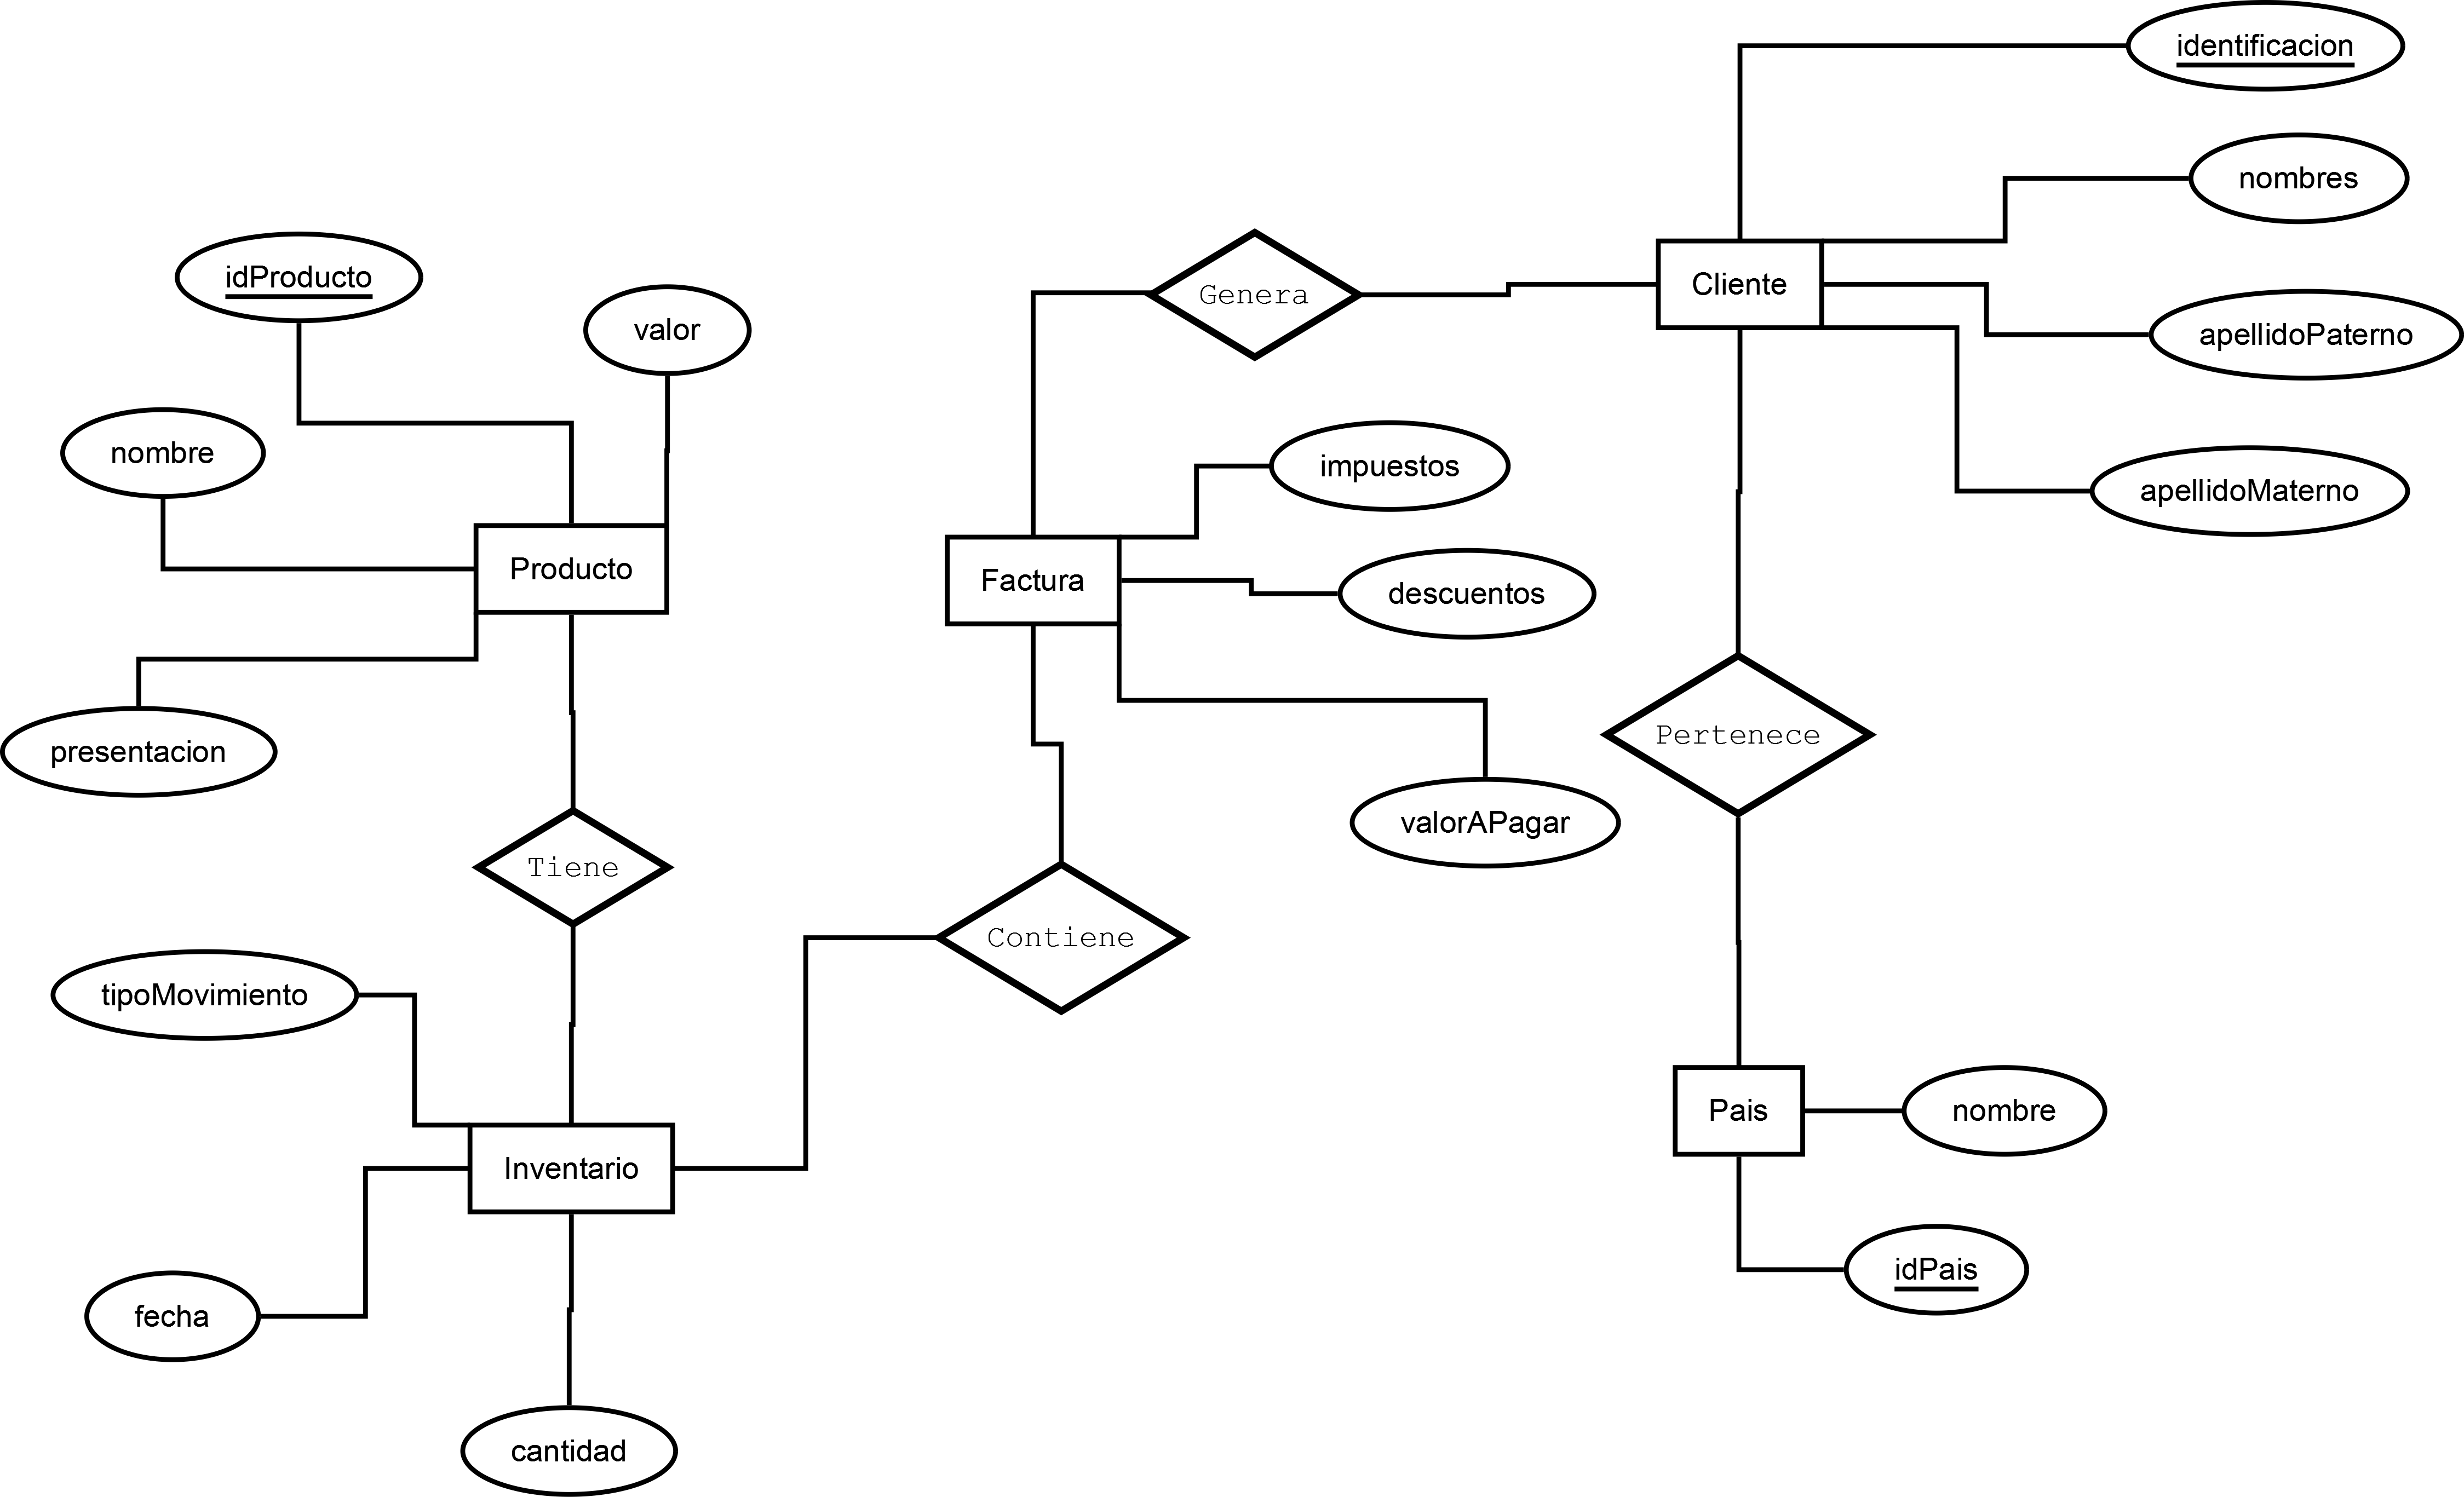 identificacion
nombres
idProducto
Genera
Cliente
valor
apellidoPaterno
nombre
impuestos
apellidoMaterno
Producto
Factura
descuentos
presentacion
Pertenece
valorAPagar
Tiene
Contiene
tipoMovimiento
Pais
nombre
Inventario
idPais
fecha
cantidad